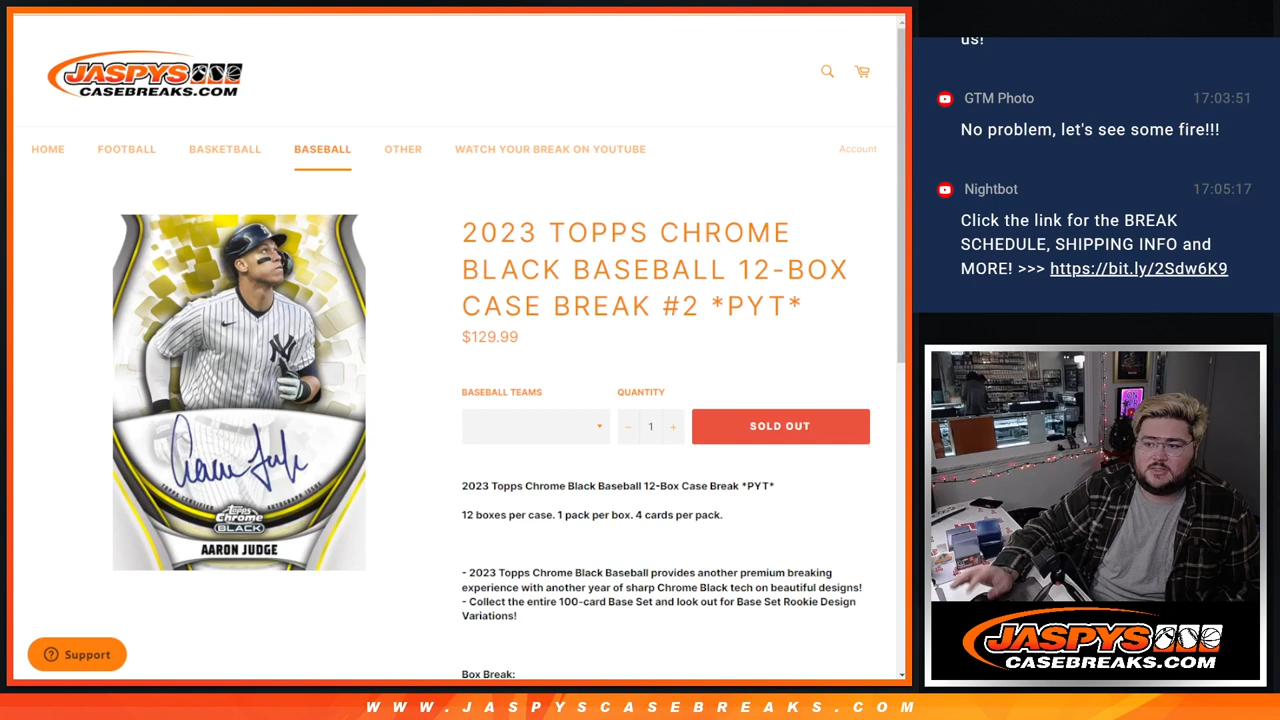 JASPYS
CASEBREAKS.COM
HOME
FOOTBALL
BASKETBALL
BASEBALL
OTHER
WATCH YOUR BREAK ON YOUTUBE
Account
2023 TOPPS CHROME
BLACK BASEBALL 12-BOX
CASE BREAK #2 *PYT*
$129.99
BASEBALL TEAMS
QUANTITY
− 1 +
SOLD OUT
2023 Topps Chrome Black Baseball 12-Box Case Break *PYT*
12 boxes per case. 1 pack per box. 4 cards per pack.
- 2023 Topps Chrome Black Baseball provides another premium breaking
experience with another year of sharp Chrome Black tech on beautiful designs!
- Collect the entire 100-card Base Set and look out for Base Set Rookie Design
Variations!
Box Break:
TOPPS CERTIFIED AUTOGRAPH ISSUE
Topps
Chrome
BLACK
AARON JUDGE
Support
us!
GTM Photo 17:03:51
No problem, let's see some fire!!!
Nightbot 17:05:17
Click the link for the BREAK
SCHEDULE, SHIPPING INFO and
MORE! >>> https://bit.ly/2Sdw6K9
JASPYS
CASEBREAKS.COM
WWW.JASPYSCASEBREAKS.COM